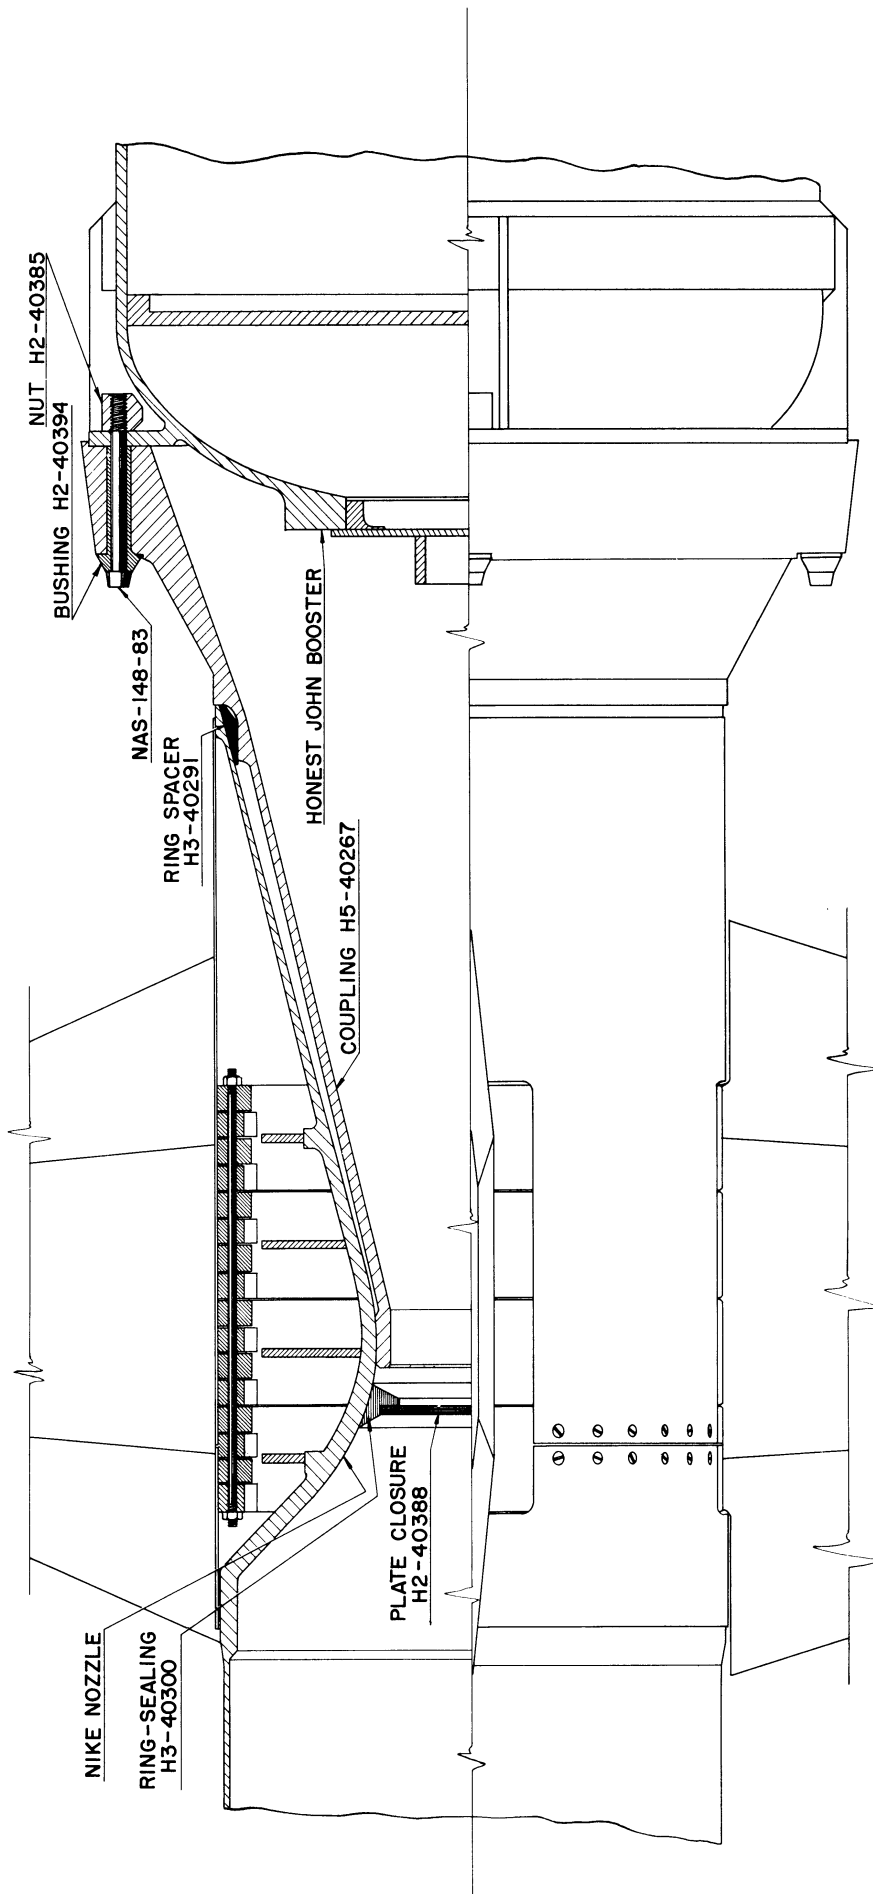 NIKE NOZZLE
RING-SEALING
H3-40300
PLATE CLOSURE
H2-40388
COUPLING H5-40267
RING SPACER
H3-40291
HONEST JOHN BOOSTER
NAS-148-83
BUSHING H2-40394
NUT H2-40385